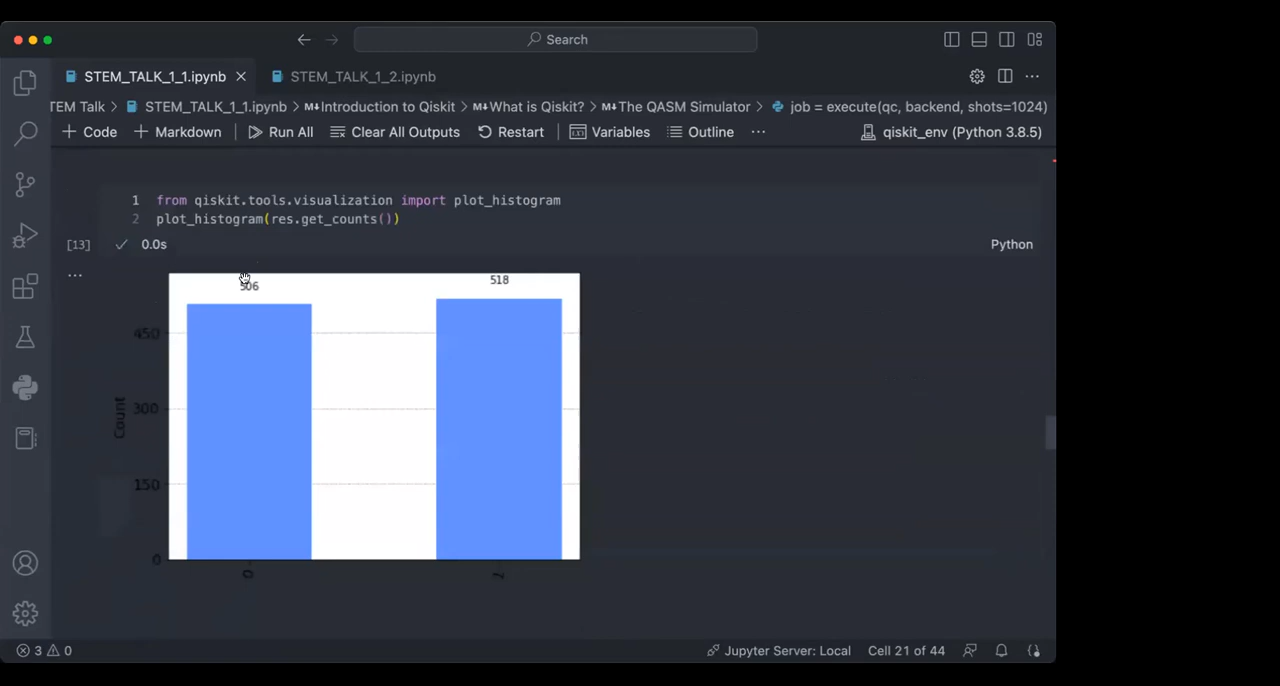 Search
STEM_TALK_1_1.ipynb
STEM_TALK_1_2.ipynb
TEM Talk > STEM_TALK_1_1.ipynb > M↓Introduction to Qiskit > M↓What is Qiskit? > M↓The QASM Simulator > job = execute(qc, backend, shots=1024)
+ Code + Markdown Run All Clear All Outputs Restart Variables Outline ··· qiskit_env (Python 3.8.5)
1 from qiskit.tools.visualization import plot_histogram
2 plot_histogram(res.get_counts())
[13] 0.0s Python
506 518
450
300
150
0
Count
0
1
3 0 Jupyter Server: Local Cell 21 of 44